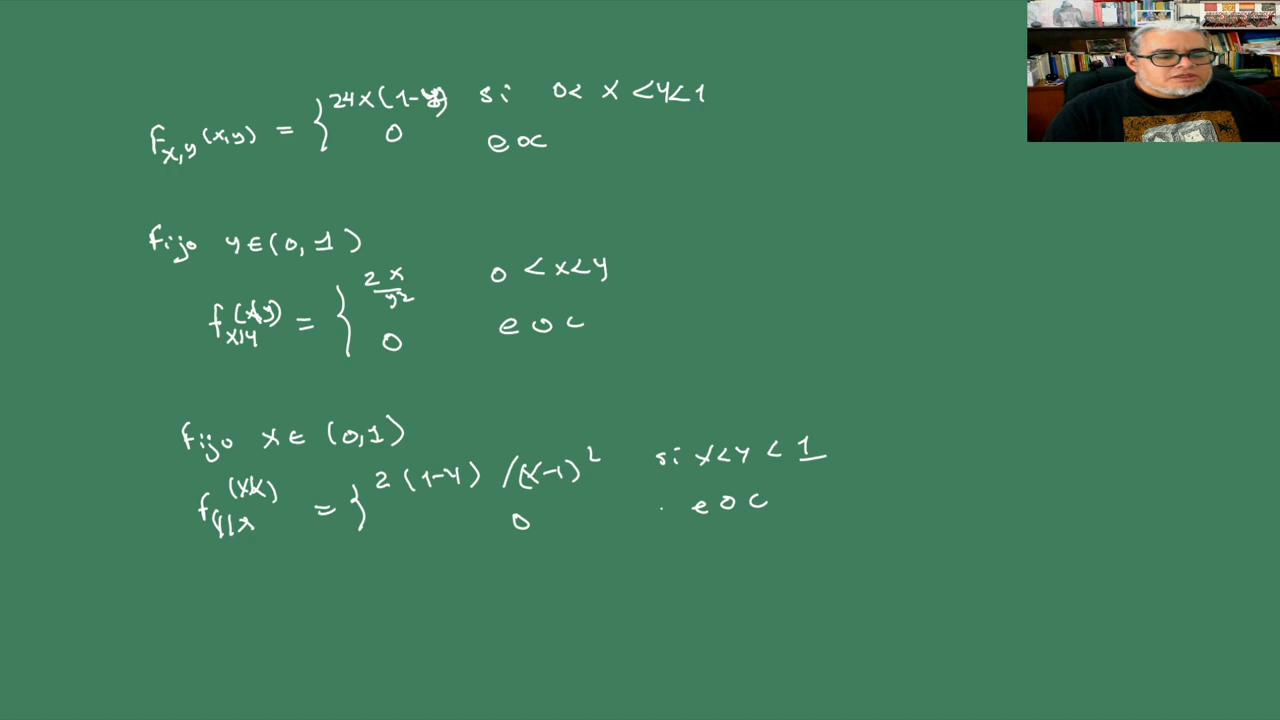 f_{x,y}(x,y) = { 24x(1-y) si 0< x <y<1
0 eoc
fijo y∈(0,1)
f_{x|y}(x|y) = { 2x/y² 0 <x<y
0 eoc
fijo x∈ (0,1)
f_{y|x}(y|x) = { 2(1-y) /(x-1)² si x<y < 1
0 eoc